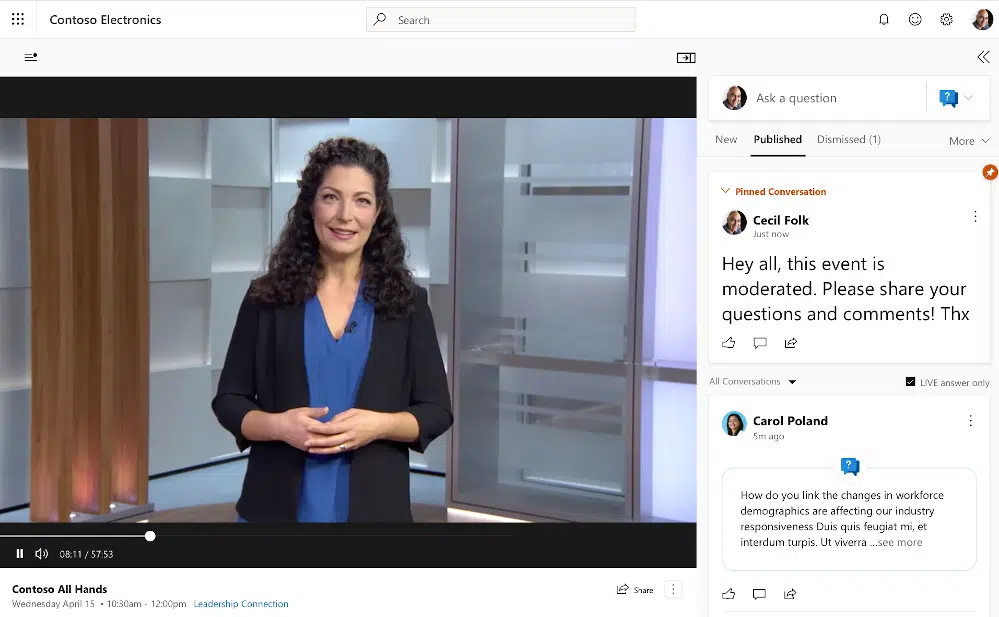 Contoso Electronics
Search
Ask a question
New Published Dismissed (1) More
Pinned Conversation
Cecil Folk
Just now
Hey all, this event is
moderated. Please share your
questions and comments! Thx
All Conversations LIVE answer only
Carol Poland
5m ago
How do you link the changes in workforce
demographics are affecting our industry
responsiveness Duis quis feugiat mi, et
interdum turpis. Ut viverra ...see more
08:11 / 57:53
Contoso All Hands
Share
Wednesday April 15 • 10:30am - 12:00pm Leadership Connection